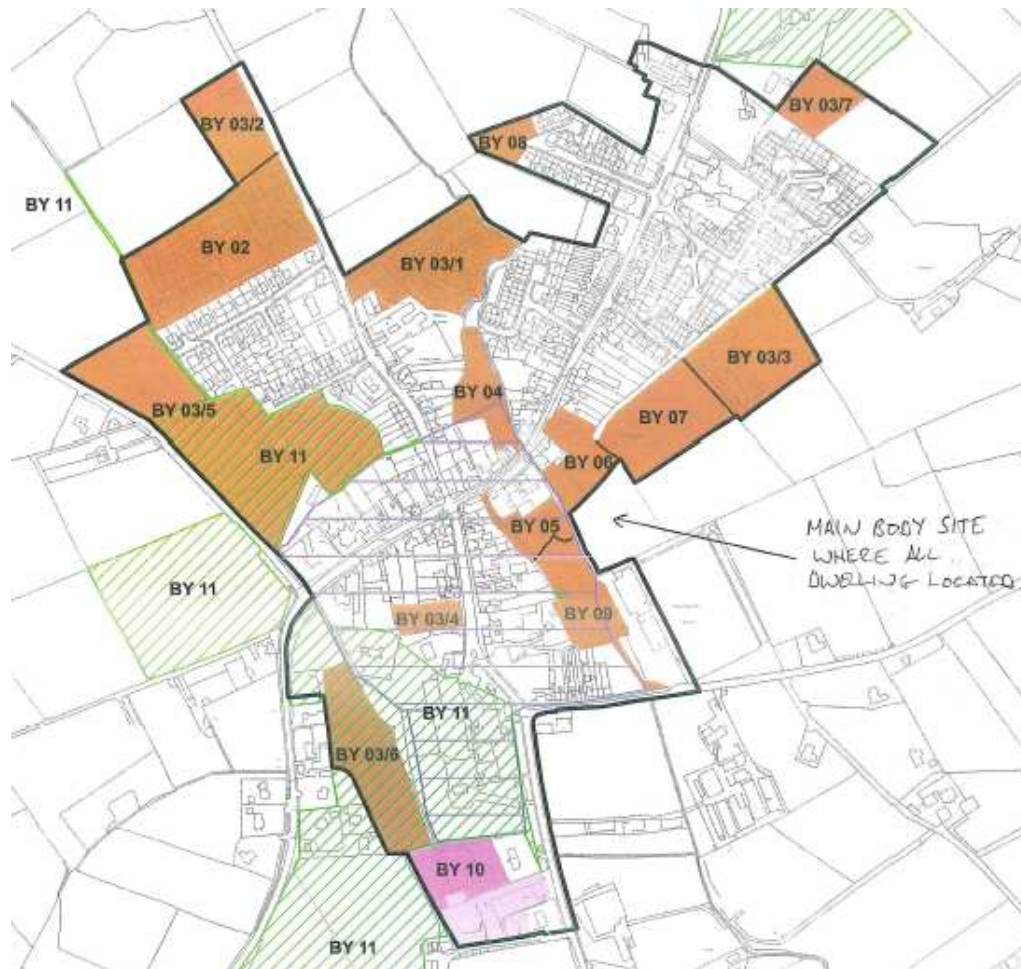 BY 03/7
BY 03/2
BY 08
BY 11
BY 02
BY 03/1
BY 03/3
BY 04
BY 03/5
BY 07
BY 11
BY 06
BY 05
MAIN BODY SITE
WHERE ALL
DWELLING LOCATED
BY 11
BY 03/4
BY 09
BY 11
BY 03/6
BY 10
BY 11